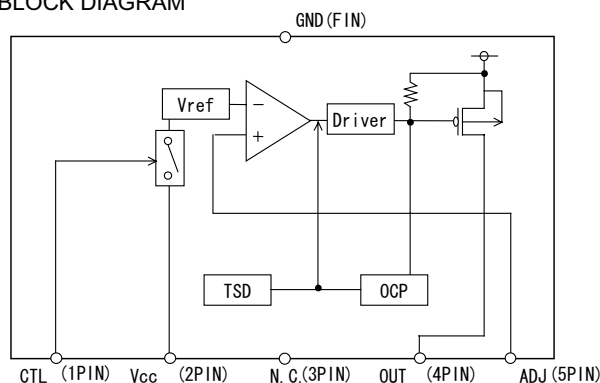 BLOCK DIAGRAM
GND(FIN)
Vref
−
+
Driver
TSD
OCP
CTL (1PIN) Vcc (2PIN) N.C.(3PIN) OUT (4PIN) ADJ(5PIN)